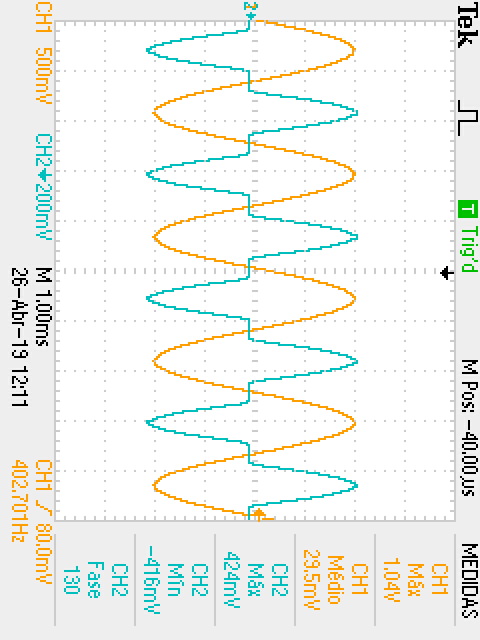 Tek T Trig'd M Pos: −40.00µs MEDIDAS
CH1
Máx
1.04V
CH1
Médio
29.5mV
CH2
Máx
424mV
CH2
Mín
−416mV
CH2
Fase
130
2
CH1 500mV CH2 200mV M 1.00ms CH1 80.0mV
26-Abr-19 12:11 402.701Hz